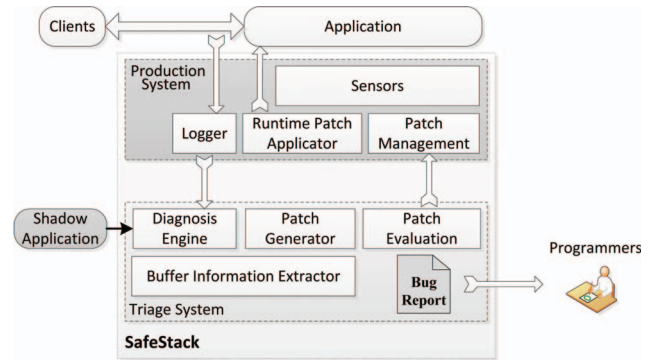 Clients
Application
Production
System
Sensors
Logger
Runtime Patch
Applicator
Patch
Management
Shadow
Application
Diagnosis
Engine
Patch
Generator
Patch
Evaluation
Programmers
Buffer Information Extractor
Bug
Report
Triage System
SafeStack